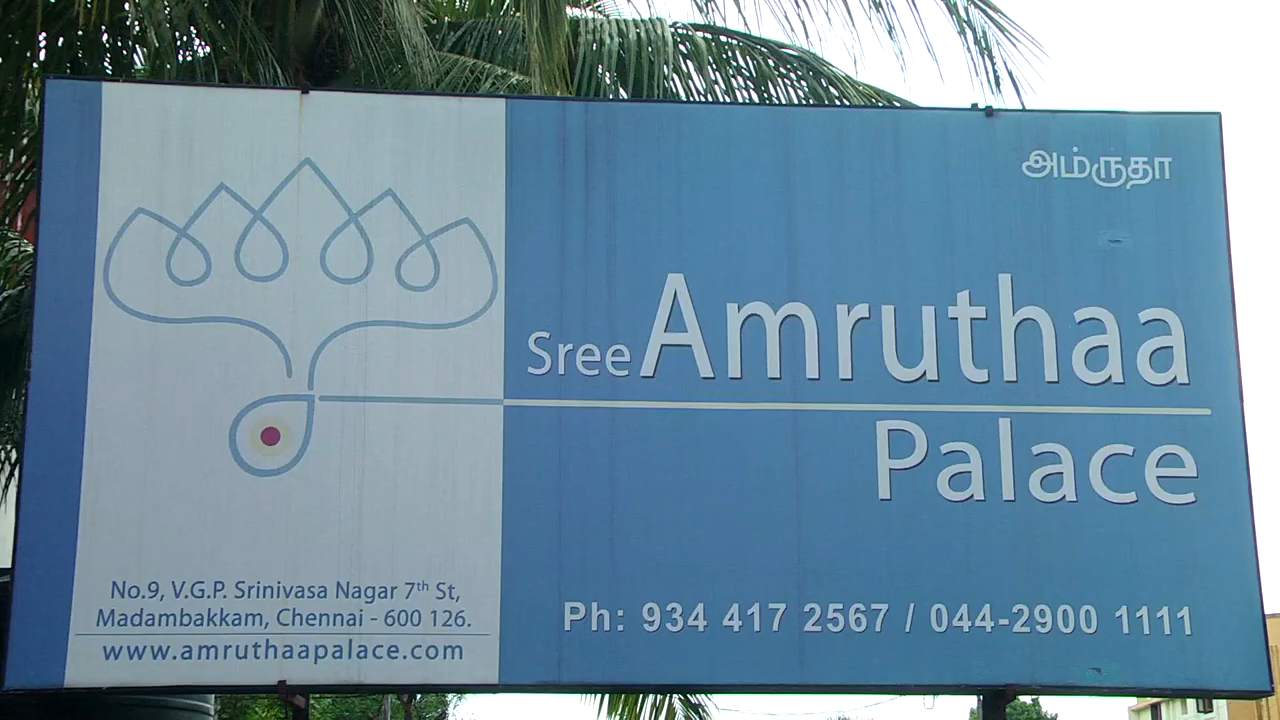 அம்ருதா
Sree Amruthaa
Palace
No.9, V.G.P. Srinivasa Nagar 7th St,
Madambakkam, Chennai - 600 126.
www.amruthaapalace.com
Ph: 934 417 2567 / 044-2900 1111